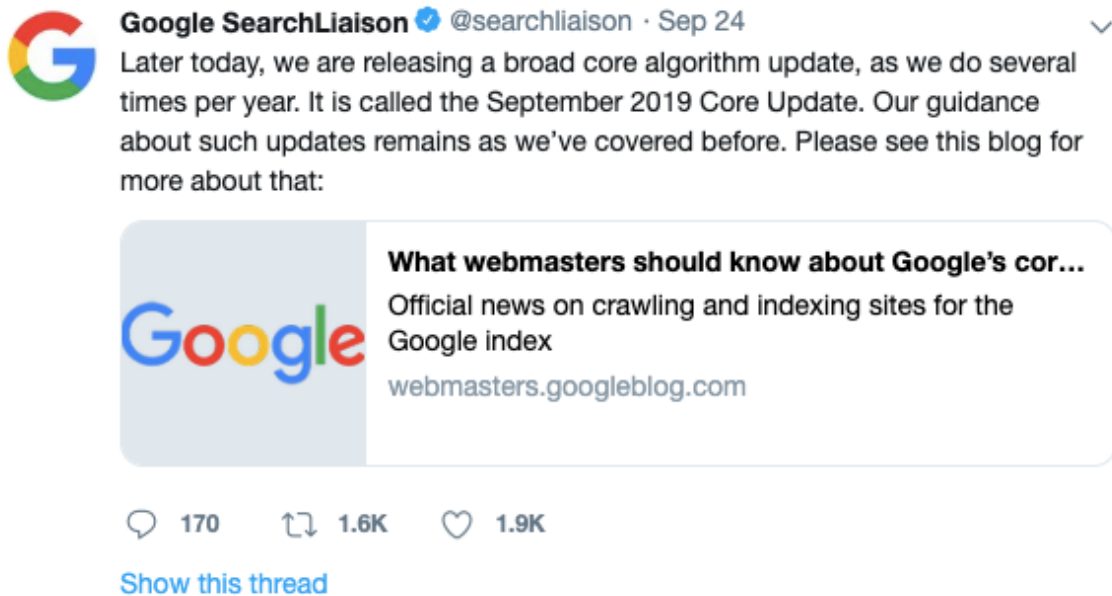 Google SearchLiaison @searchliaison · Sep 24
Later today, we are releasing a broad core algorithm update, as we do several
times per year. It is called the September 2019 Core Update. Our guidance
about such updates remains as we've covered before. Please see this blog for
more about that:
Google
What webmasters should know about Google's cor...
Official news on crawling and indexing sites for the
Google index
webmasters.googleblog.com
170 1.6K 1.9K
Show this thread